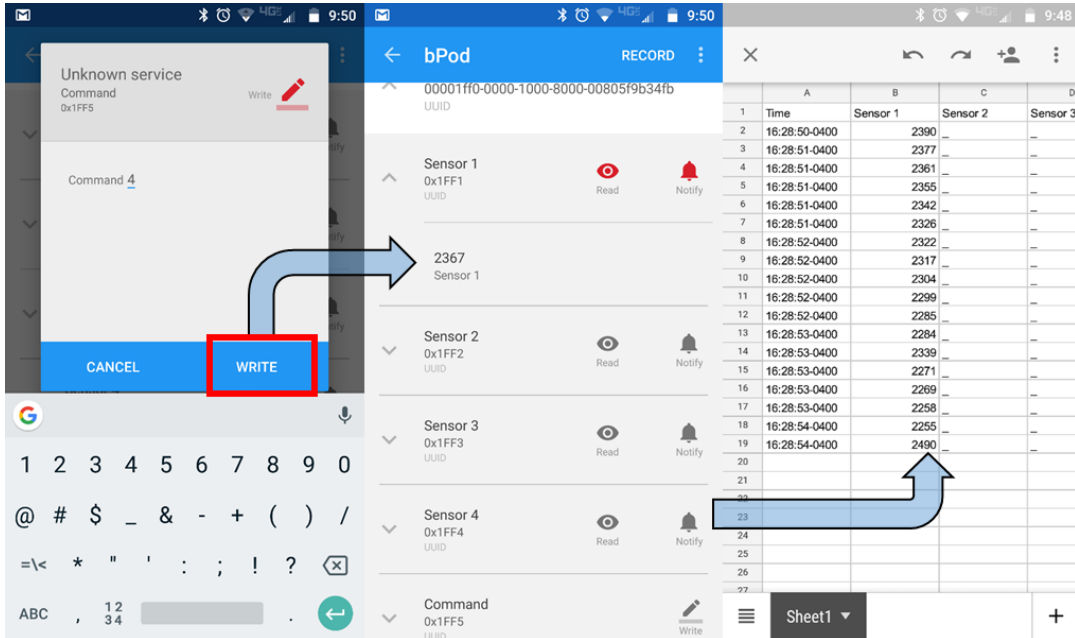 4G
9:50
Unknown service
Command
0x1FF5
Write
Command 4
CANCEL
WRITE
G
1 2 3 4 5 6 7 8 9 0
@ # $ _ & - + ( ) /
=\< * " ' : ; ! ?
ABC , 12 34 .
4G
9:50
bPod
RECORD
00001ff0-0000-1000-8000-00805f9b34fb
UUID
Sensor 1
0x1FF1
UUID
Read
Notify
2367
Sensor 1
Sensor 2
0x1FF2
UUID
Read
Notify
Sensor 3
0x1FF3
UUID
Read
Notify
Sensor 4
0x1FF4
UUID
Read
Notify
Command
0x1FF5
UUID
Write
4G
9:48
A B C D
1 Time Sensor 1 Sensor 2 Sensor 3
2 16:28:50-0400 2390 _ _
3 16:28:51-0400 2377 _ _
4 16:28:51-0400 2361 _ _
5 16:28:51-0400 2355 _ _
6 16:28:51-0400 2342 _ _
7 16:28:51-0400 2326 _ _
8 16:28:52-0400 2322 _ _
9 16:28:52-0400 2317 _ _
10 16:28:52-0400 2304 _ _
11 16:28:52-0400 2299 _ _
12 16:28:52-0400 2285 _ _
13 16:28:53-0400 2284 _ _
14 16:28:53-0400 2339 _ _
15 16:28:53-0400 2271 _ _
16 16:28:53-0400 2269 _ _
17 16:28:53-0400 2258 _ _
18 16:28:54-0400 2255 _ _
19 16:28:54-0400 2490 _ _
20
21
22
23
24
25
26
27
Sheet1